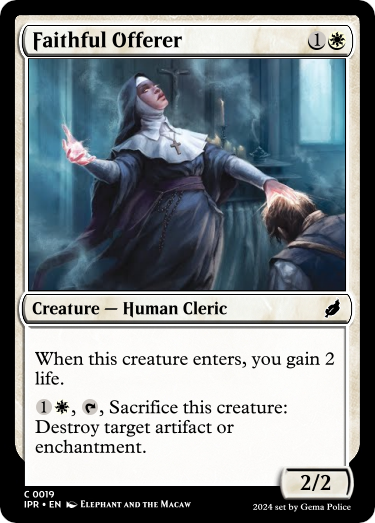 Faithful Offerer 1
Creature — Human Cleric
When this creature enters, you gain 2
life.
1, , Sacrifice this creature:
Destroy target artifact or
enchantment.
2/2
C 0019
IPR • EN Elephant and the Macaw
2024 set by Gema Police